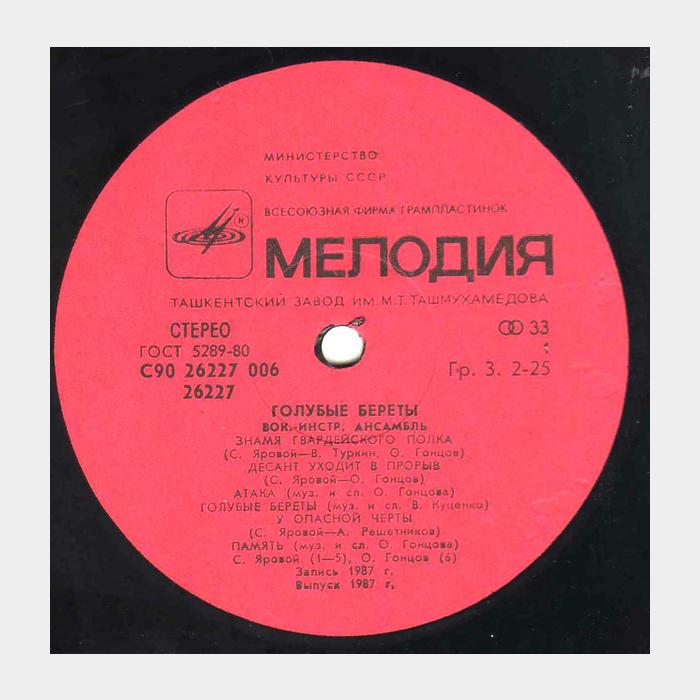 МИНИСТЕРСТВО
КУЛЬТУРЫ СССР
ВСЕСОЮЗНАЯ ФИРМА ГРАМПЛАСТИНОК
R
МЕЛОДИЯ
ТАШКЕНТСКИЙ ЗАВОД ИМ.М.Т.ТАШМУХАМЕДОВА
СТЕРЕО 33
ГОСТ 5289-80
С90 26227 006 Гр. 3. 2-25
26227
ГОЛУБЫЕ БЕРЕТЫ
ВОК.-ИНСТР. АНСАМБЛЬ
ЗНАМЯ ГВАРДЕЙСКОГО ПОЛКА
(С. Яровой—В. Туркин, О. Гонцов)
ДЕСАНТ УХОДИТ В ПРОРЫВ
(С. Яровой—О. Гонцов)
АТАКА (муз. и сл. О. Гонцова)
ГОЛУБЫЕ БЕРЕТЫ (муз. и сл. В. Куценко)
У ОПАСНОЙ ЧЕРТЫ
(С. Яровой—А. Решетников)
ПАМЯТЬ (муз. и сл. О. Гонцова)
С. Яровой (1—5), О. Гонцов (6)
Запись 1987 г.
Выпуск 1987 г,